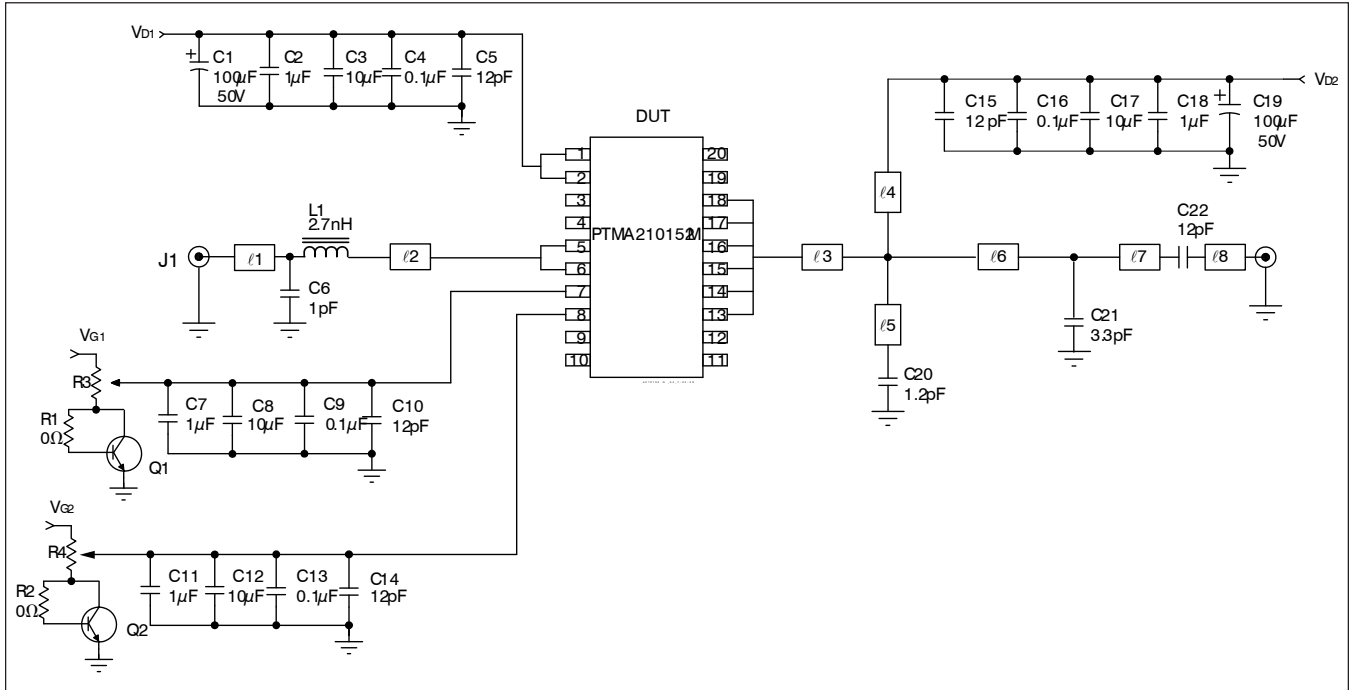 VD1
C1
100µF
50V
C2
1µF
C3
10µF
C4
0.1µF
C5
12pF
DUT
PTMA210152M
1
2
3
4
5
6
7
8
9
10
20
19
18
17
16
15
14
13
12
11
VD2
C15
12pF
C16
0.1µF
C17
10µF
C18
1µF
C19
100µF
50V
J1
ℓ1
L1
2.7nH
ℓ2
C6
1pF
ℓ3
ℓ4
ℓ5
ℓ6
ℓ7
ℓ8
C22
12pF
C21
3.3pF
C20
1.2pF
VG1
R3
R1
0Ω
Q1
C7
1µF
C8
10µF
C9
0.1µF
C10
12pF
VG2
R4
R2
0Ω
Q2
C11
1µF
C12
10µF
C13
0.1µF
C14
12pF